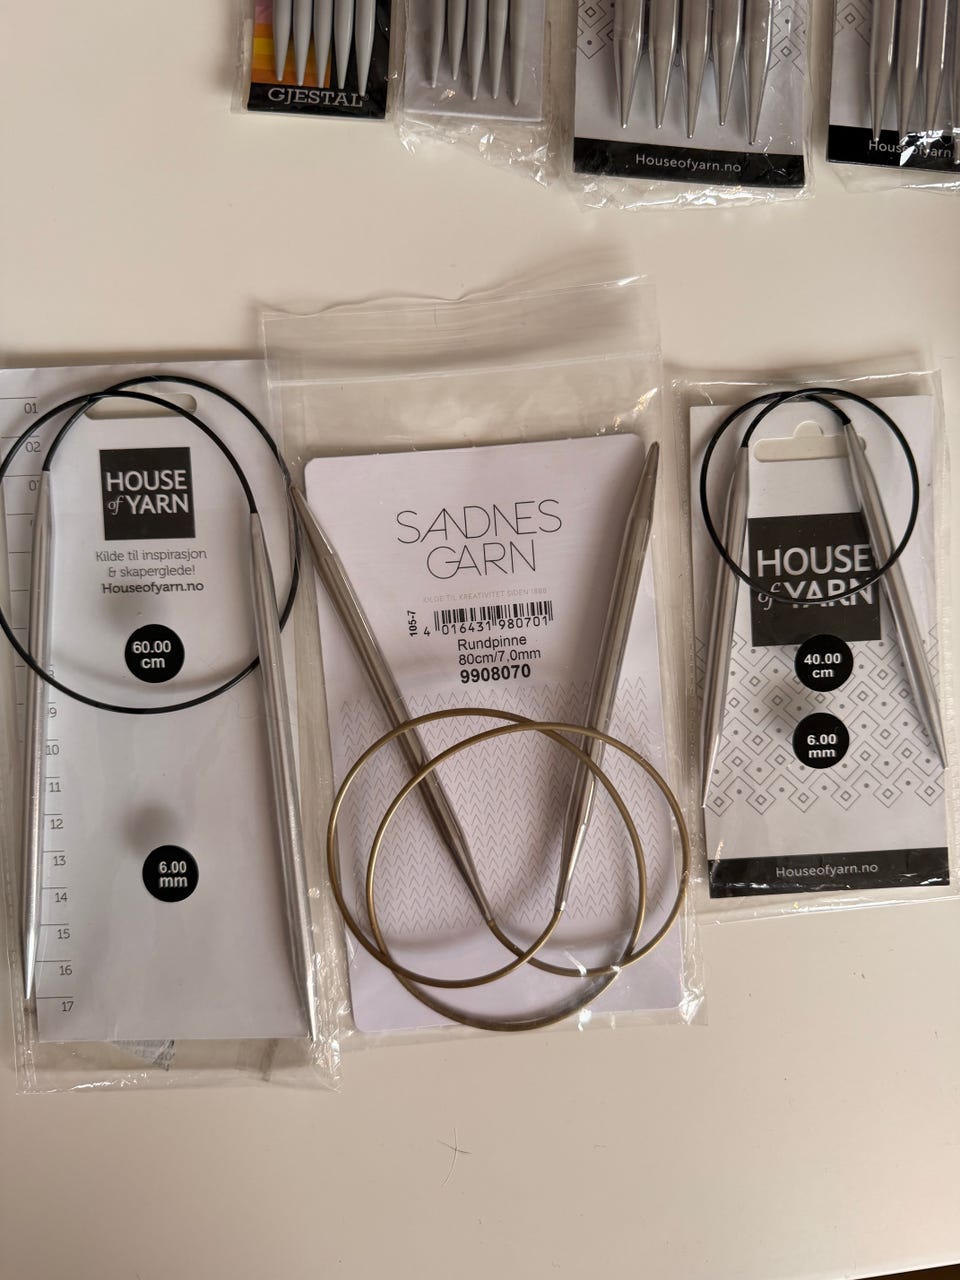 GJESTAL
Houseofyarn.no
Houseofyarn.no
01
02
HOUSE
of YARN
Kilde til inspirasjon
& skaperglede!
Houseofyarn.no
60.00
cm
10
11
12
13
14
15
16
17
6.00
mm
SANDNES
GARN
KILDE TIL KREATIVITET SIDEN 1888
105-7
4 016431 980701
Rundpinne
80cm/7,0mm
9908070
HOUSE
of YARN
40.00
cm
6.00
mm
Houseofyarn.no